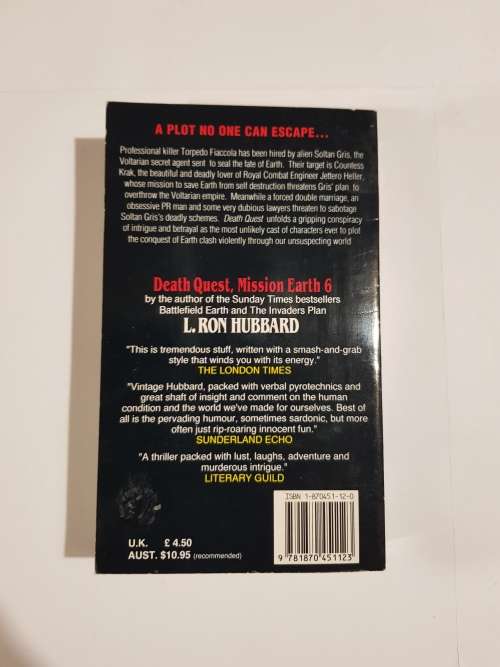 A PLOT NO ONE CAN ESCAPE...
Professional killer Torpedo Fiaccola has been hired by alien Soltan Gris, the
Voltarian secret agent sent to seal the fate of Earth. Their target is Countess
Krak, the beautiful and deadly lover of Royal Combat Engineer Jettero Heller,
whose mission to save Earth from self destruction threatens Gris' plan to
overthrow the Voltarian empire. Meanwhile a forced double marriage, an
obsessive PR man and some very dubious lawyers threaten to sabotage
Soltan Gris's deadly schemes. Death Quest unfolds a gripping conspiracy
of intrigue and betrayal as the most unlikely cast of characters ever to plot
the conquest of Earth clash violently through our unsuspecting world
Death Quest, Mission Earth 6
by the author of the Sunday Times bestsellers
Battlefield Earth and The Invaders Plan
L. RON HUBBARD
"This is tremendous stuff, written with a smash-and-grab
style that winds you with its energy."
THE LONDON TIMES
"Vintage Hubbard, packed with verbal pyrotechnics and
great shaft of insight and comment on the human
condition and the world we've made for ourselves. Best of
all is the pervading humour, sometimes sardonic, but more
often just rip-roaring innocent fun."
SUNDERLAND ECHO
"A thriller packed with lust, laughs, adventure and
murderous intrigue."
LITERARY GUILD
ISBN 1-870451-12-0
U.K. £ 4.50
AUST. $10.95 (recommended)
9 781870 451123